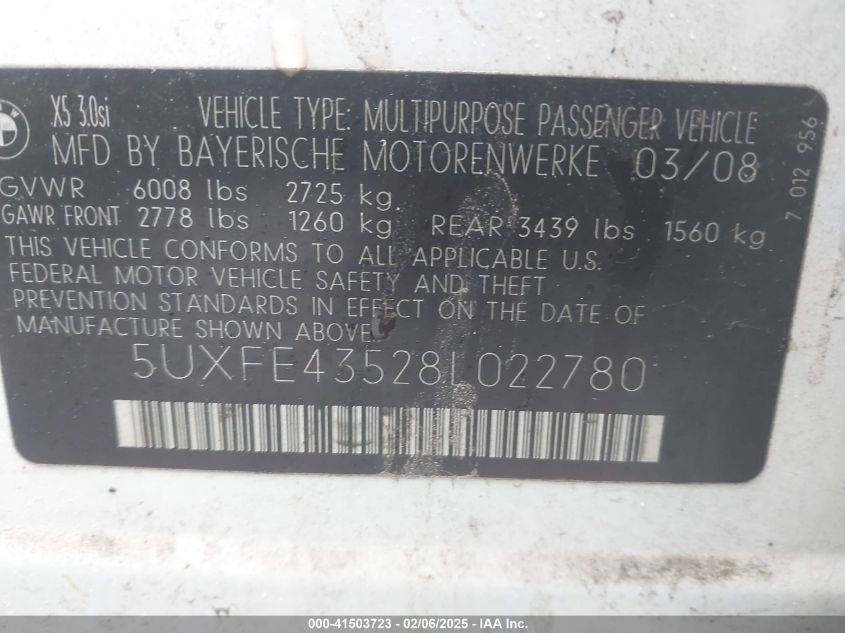 X5 3.0si VEHICLE TYPE: MULTIPURPOSE PASSENGER VEHICLE
MFD BY BAYERISCHE MOTORENWERKE 03/08
GVWR 6008 lbs 2725 kg.
GAWR FRONT 2778 lbs 1260 kg REAR 3439 lbs 1560 kg
THIS VEHICLE CONFORMS TO ALL APPLICABLE U.S.
FEDERAL MOTOR VEHICLE SAFETY AND THEFT
PREVENTION STANDARDS IN EFFECT ON THE DATE OF
MANUFACTURE SHOWN ABOVE.
5UXFE43528L022780
7 012 956
000-41503723 - 02/06/2025 - IAA Inc.